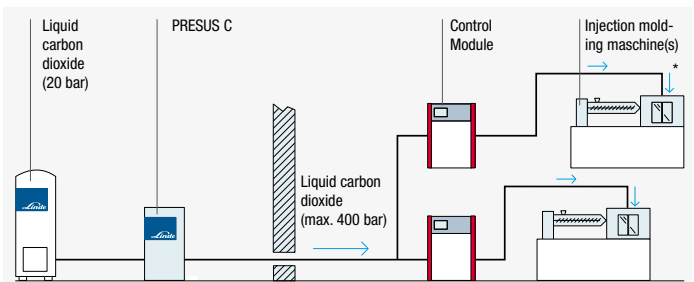 Liquid
carbon
dioxide
(20 bar)
PRESUS C
Control
Module
Injection mold-
ing maschine(s)
*
Liquid carbon
dioxide
(max. 400 bar)
Linde
Linde